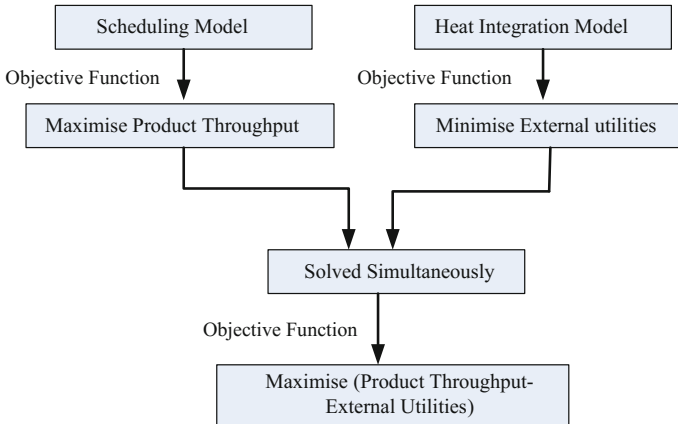 Scheduling Model
Heat Integration Model
Objective Function
Objective Function
Maximise Product Throughput
Minimise External utilities
Solved Simultaneously
Objective Function
Maximise (Product Throughput-
External Utilities)